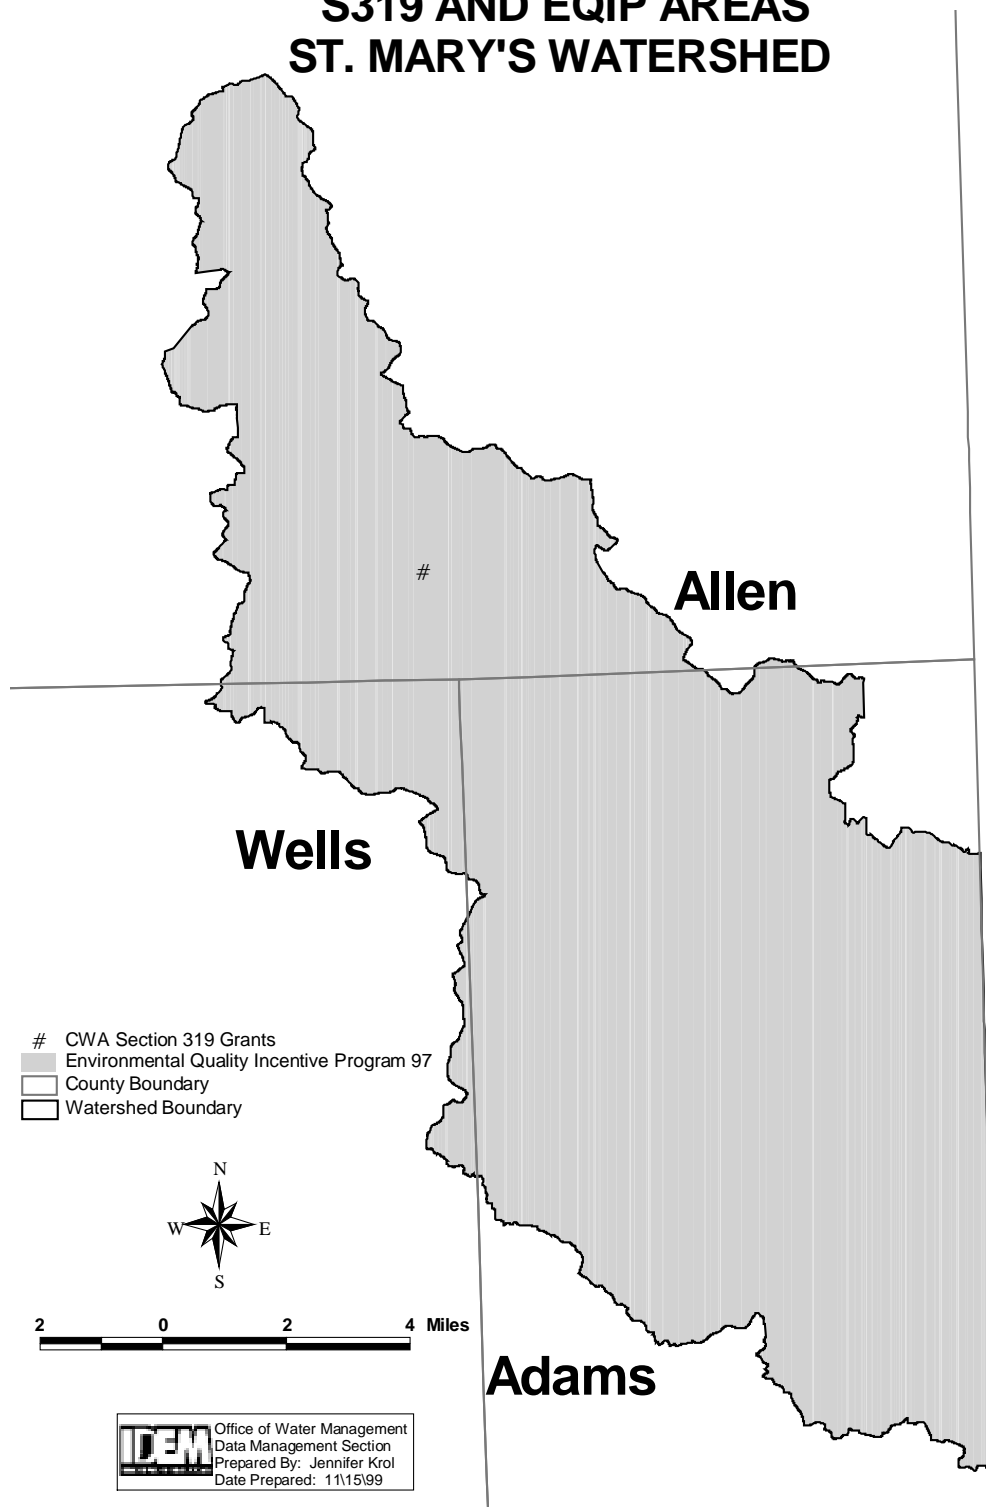 S319 AND EQIP AREAS
ST. MARY'S WATERSHED
#
Allen
Wells
# CWA Section 319 Grants
Environmental Quality Incentive Program 97
County Boundary
Watershed Boundary
N
W E
S
2 0 2 4 Miles
Adams
IDEM
Office of Water Management
Data Management Section
Prepared By: Jennifer Krol
Date Prepared: 11\15\99